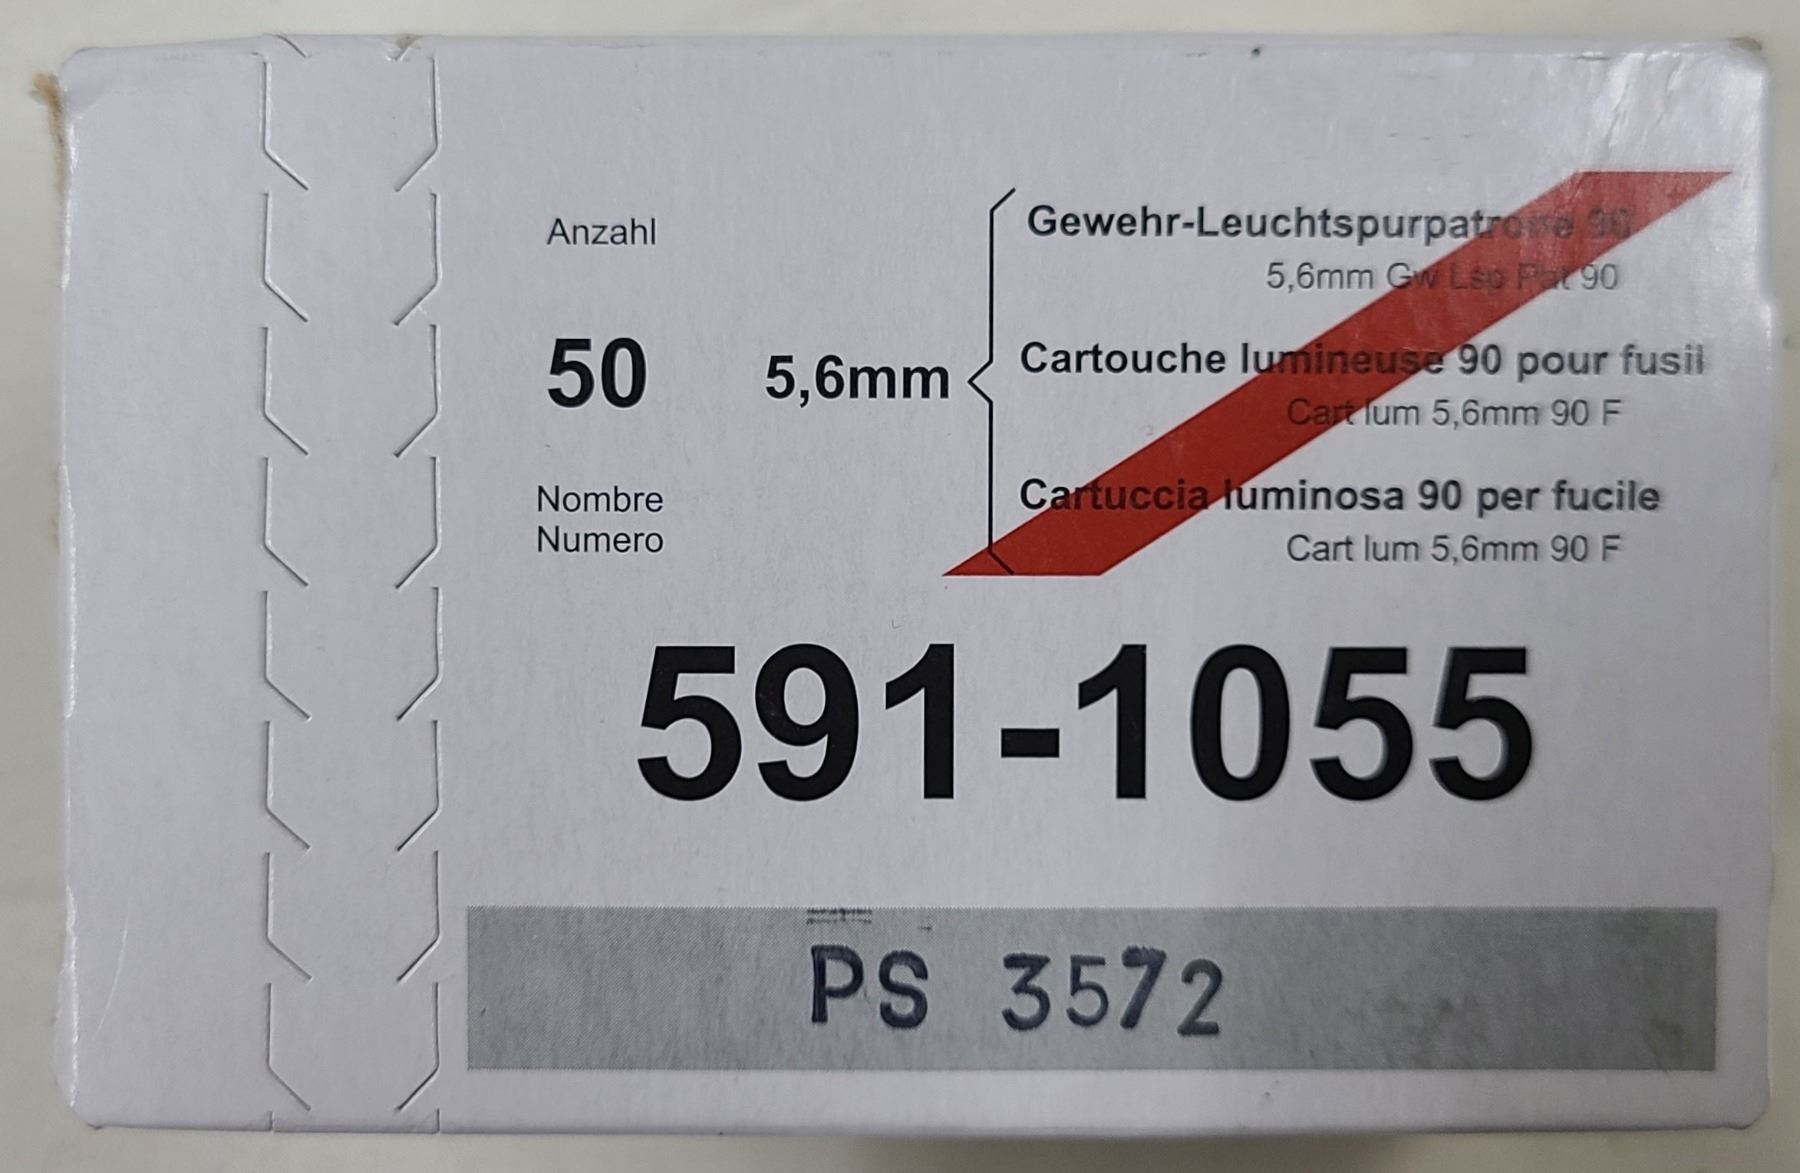 Anzahl
50
Nombre
Numero
5,6mm
Gewehr-Leuchtspurpatrone 90
5,6mm Gw Lsp Pat 90
Cartouche lumineuse 90 pour fusil
Cart lum 5,6mm 90 F
Cartuccia luminosa 90 per fucile
Cart lum 5,6mm 90 F
591-1055
PS 3572